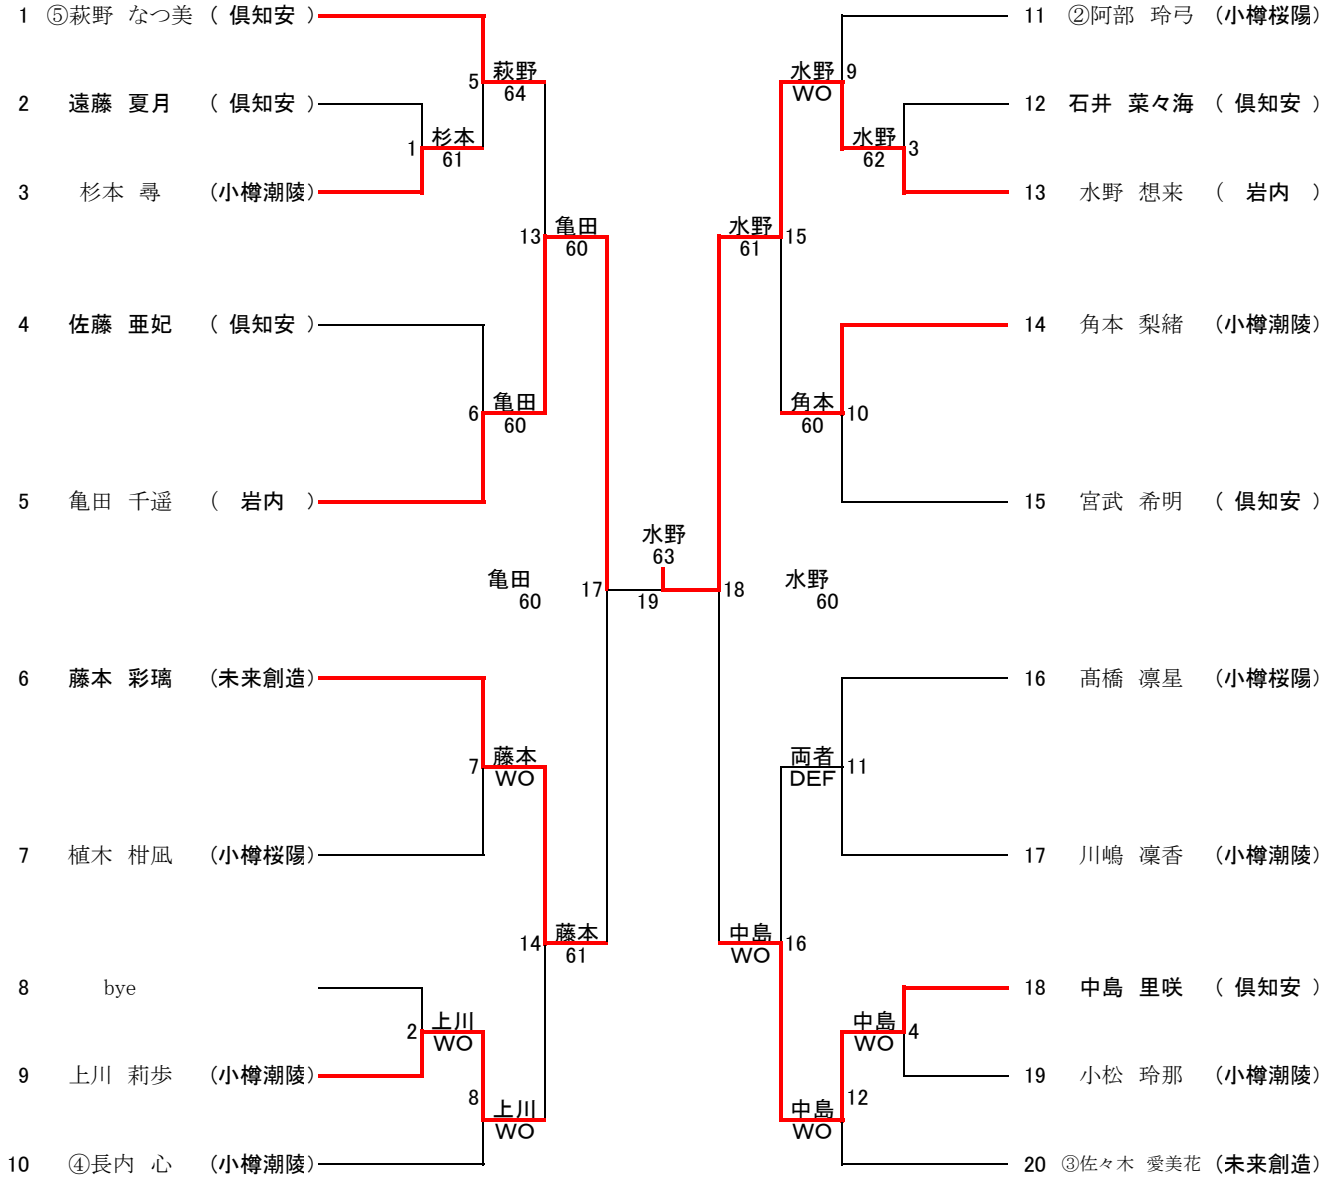 1 ⑤萩野 なつ美 ( 倶知安 )
5 萩野
64
2 遠藤 夏月 ( 倶知安 )
1 杉本
61
3 杉本 尋 (小樽潮陵)
13 亀田
60
4 佐藤 亜妃 ( 倶知安 )
6 亀田
60
5 亀田 千遥 ( 岩内 )
亀田
60
17
6 藤本 彩璃 (未来創造)
7 藤本
WO
7 植木 柑凪 (小樽桜陽)
14 藤本
61
8 bye
2 上川
WO
9 上川 莉歩 (小樽潮陵)
8 上川
WO
10 ④長内 心 (小樽潮陵)
水野
63
19
11 ②阿部 玲弓 (小樽桜陽)
水野 9
WO
12 石井 菜々海 ( 倶知安 )
水野 3
62
13 水野 想来 ( 岩内 )
水野 15
61
14 角本 梨緒 (小樽潮陵)
角本 10
60
15 宮武 希明 ( 倶知安 )
18 水野
60
16 髙橋 凛星 (小樽桜陽)
両者 11
DEF
17 川嶋 凜香 (小樽潮陵)
中島 16
WO
18 中島 里咲 ( 倶知安 )
中島 4
WO
19 小松 玲那 (小樽潮陵)
中島 12
WO
20 ③佐々木 愛美花 (未来創造)